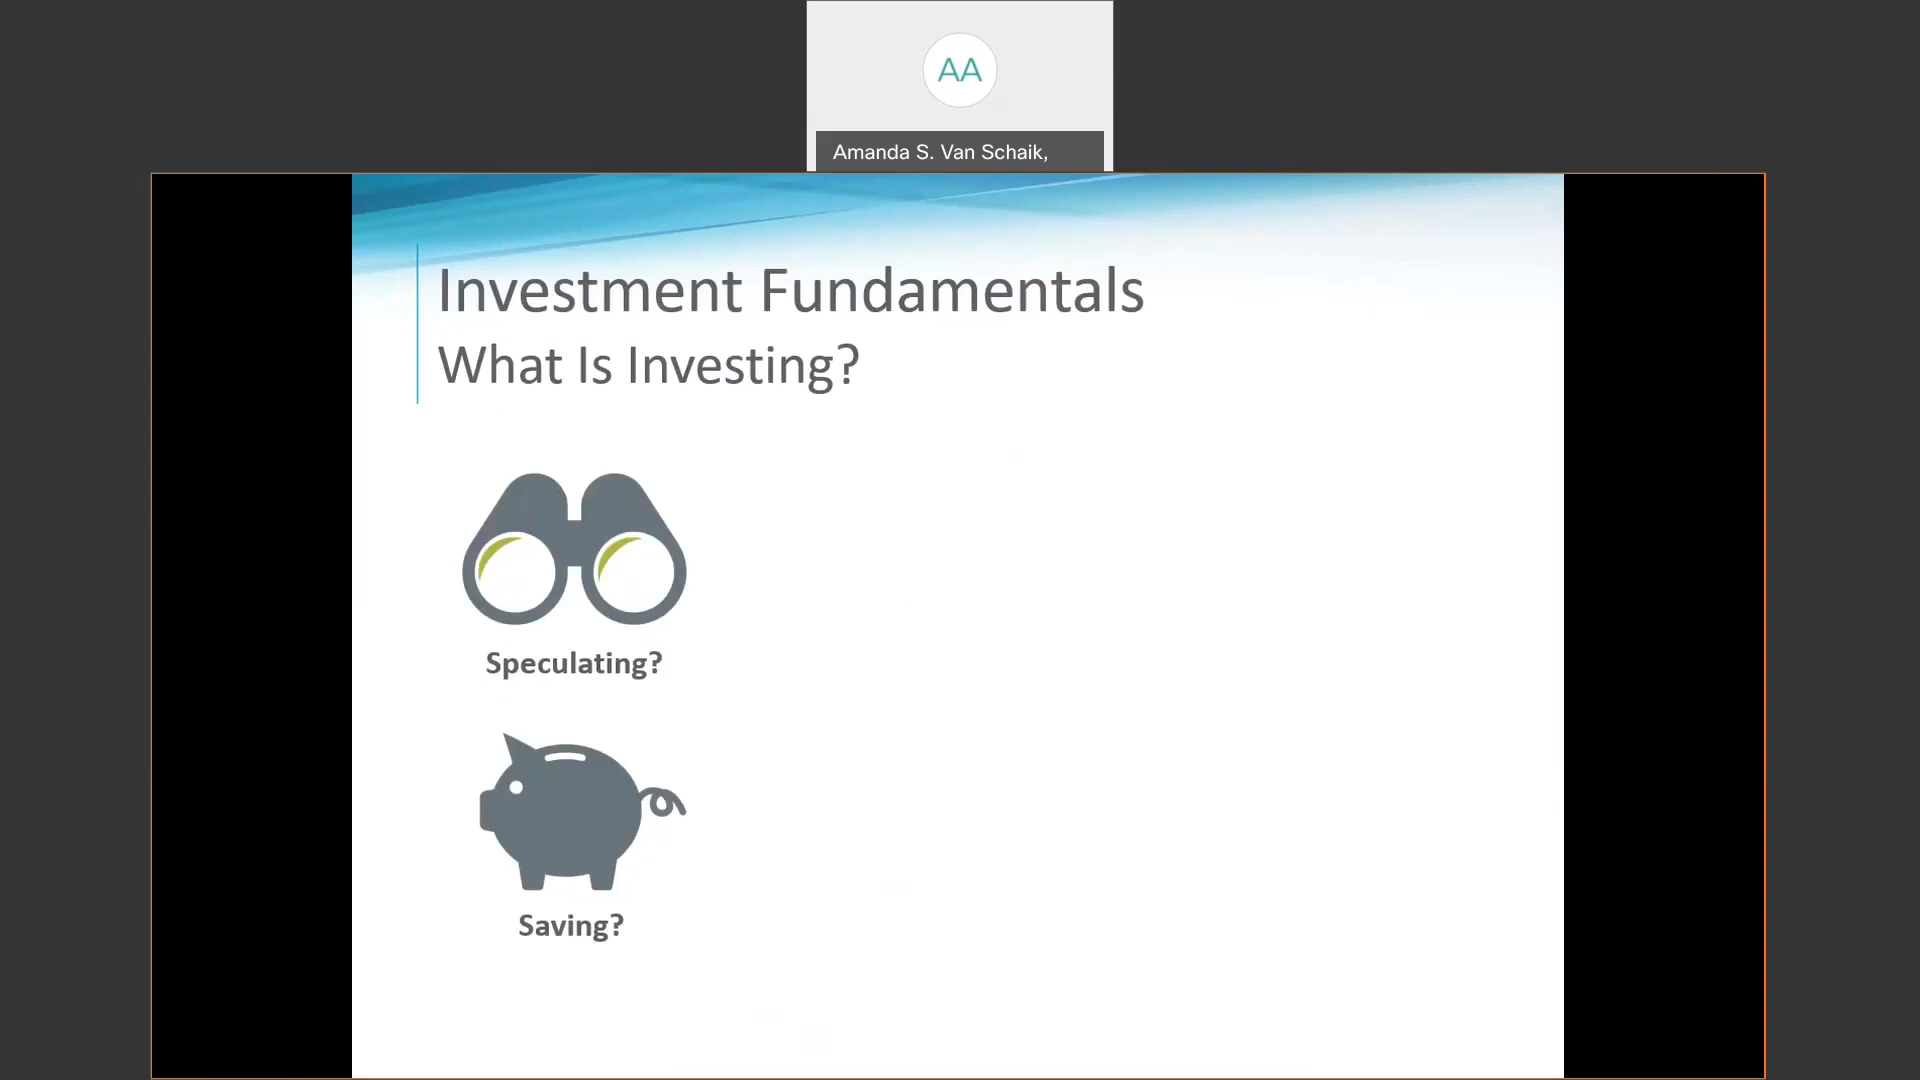 AA
Amanda S. Van Schaik,
Investment Fundamentals
What Is Investing?
Speculating?
Saving?